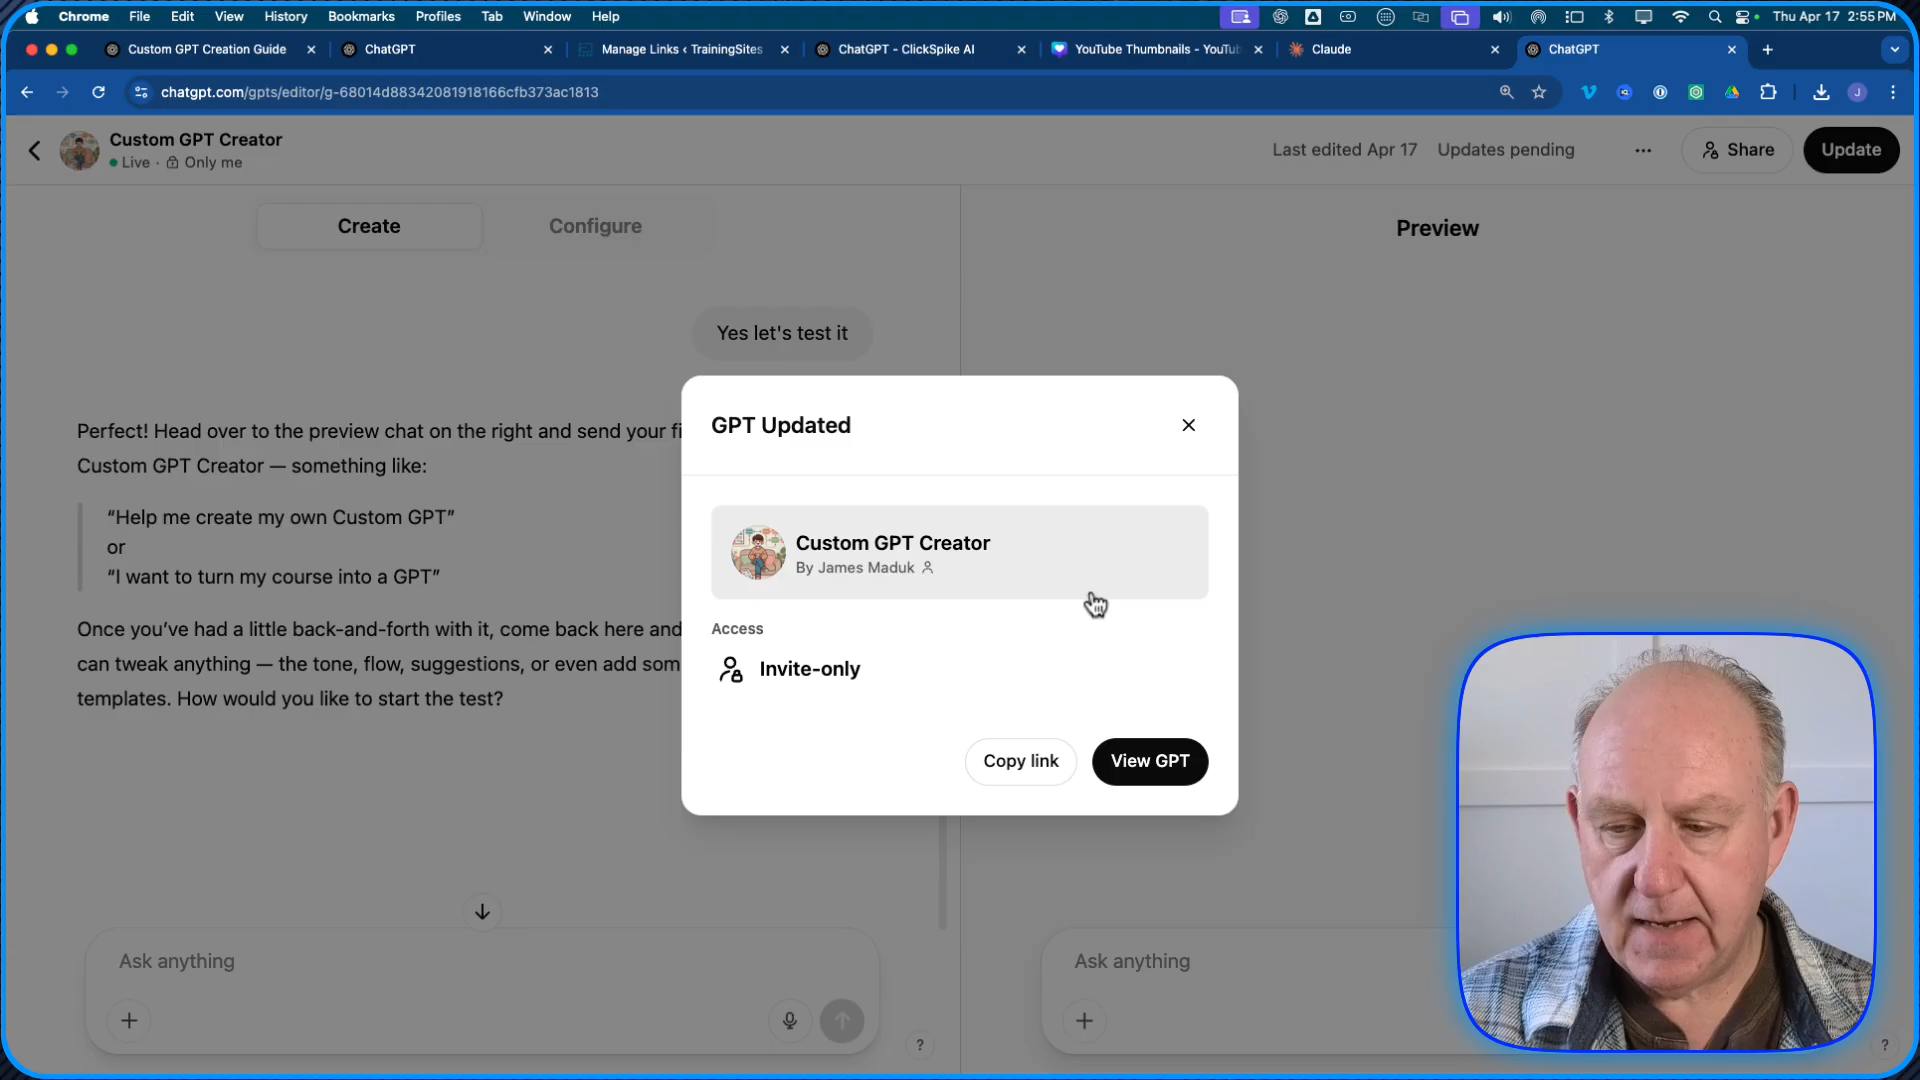 Chrome File Edit View History Bookmarks Profiles Tab Window Help Thu Apr 17 2:55 PM
Custom GPT Creation Guide ChatGPT Manage Links ‹ TrainingSites ChatGPT - ClickSpike AI YouTube Thumbnails - YouTub Claude ChatGPT
chatgpt.com/gpts/editor/g-68014d88342081918166cfb373ac1813 J
Custom GPT Creator
Live · Only me
Last edited Apr 17 Updates pending ... Share Update
Create Configure Preview
Yes let's test it
Perfect! Head over to the preview chat on the right and send your fi
Custom GPT Creator — something like:
“Help me create my own Custom GPT”
or
“I want to turn my course into a GPT”
Once you’ve had a little back-and-forth with it, come back here and
can tweak anything — the tone, flow, suggestions, or even add som
templates. How would you like to start the test?
GPT Updated
Custom GPT Creator
By James Maduk
Access
Invite-only
Copy link View GPT
Ask anything
?
Ask anything
?